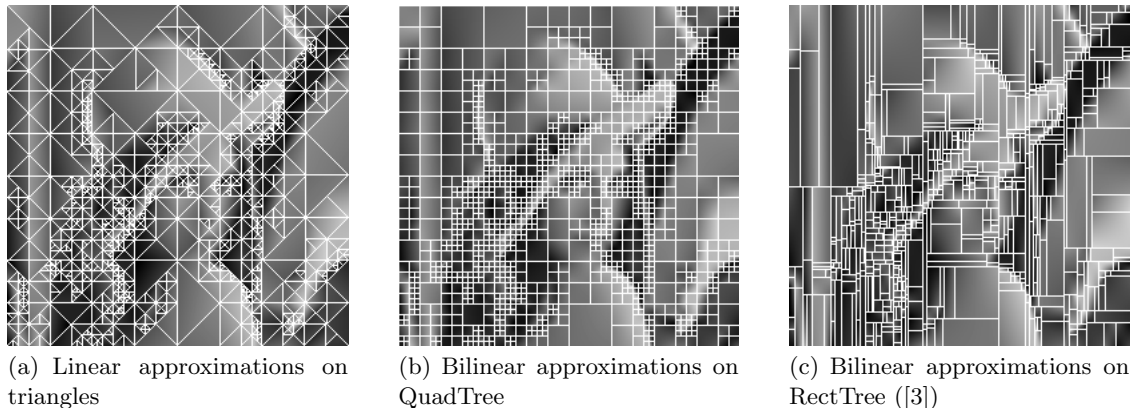 (a) Linear approximations on
triangles
(b) Bilinear approximations on
QuadTree
(c) Bilinear approximations on
RectTree ([3])